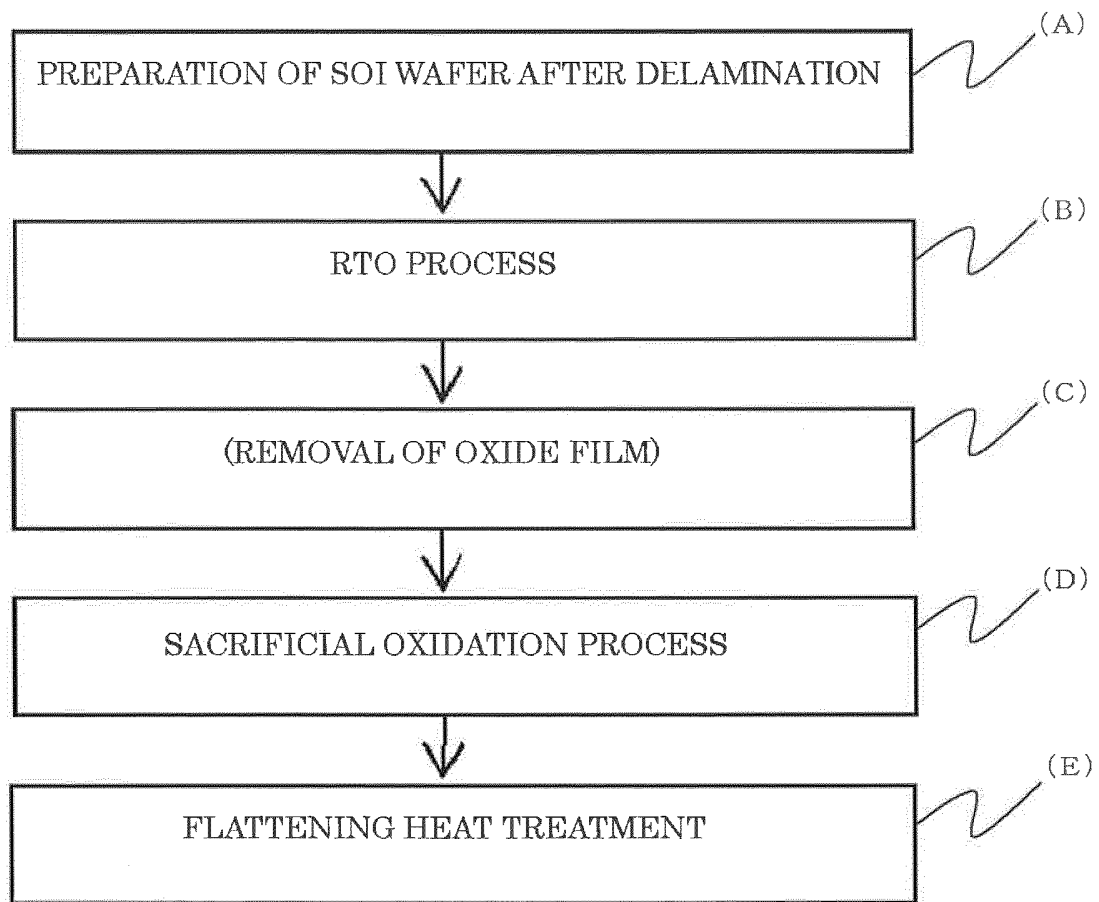 (A)
PREPARATION OF SOI WAFER AFTER DELAMINATION
(B)
RTO PROCESS
(C)
(REMOVAL OF OXIDE FILM)
(D)
SACRIFICIAL OXIDATION PROCESS
(E)
FLATTENING HEAT TREATMENT